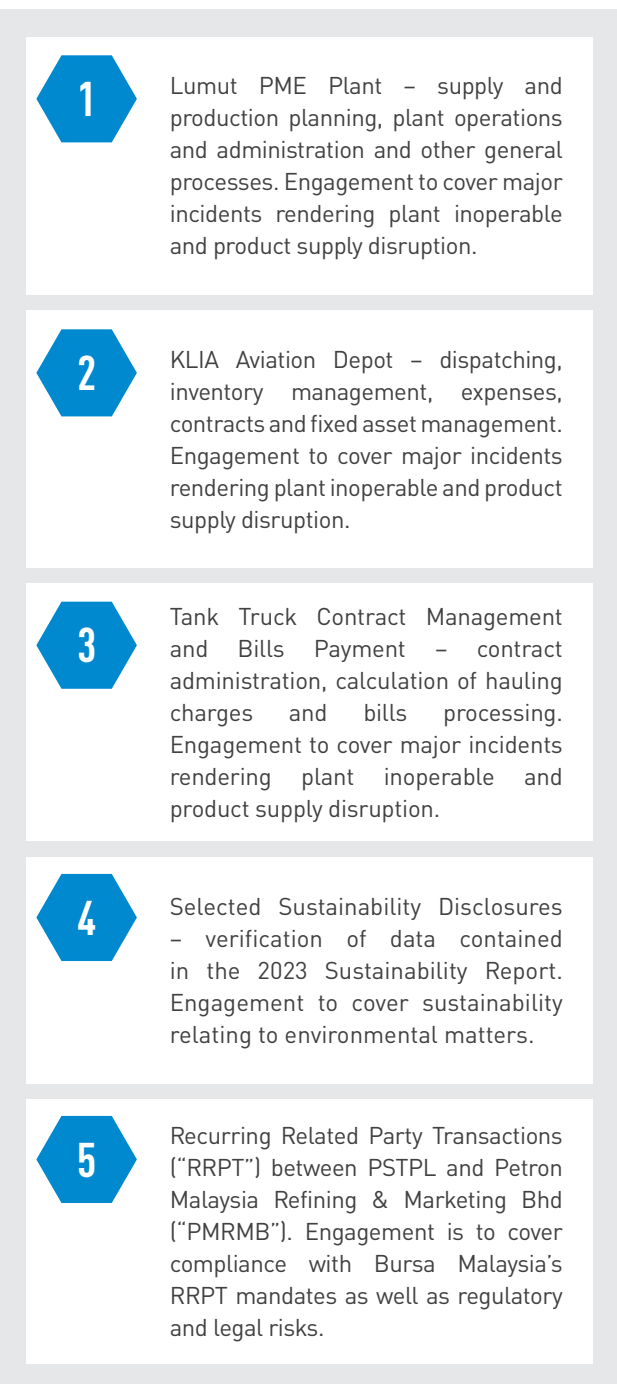 1
Lumut PME Plant – supply and
production planning, plant operations
and administration and other general
processes. Engagement to cover major
incidents rendering plant inoperable
and product supply disruption.
2
KLIA Aviation Depot – dispatching,
inventory management, expenses,
contracts and fixed asset management.
Engagement to cover major incidents
rendering plant inoperable and product
supply disruption.
3
Tank Truck Contract Management
and Bills Payment – contract
administration, calculation of hauling
charges and bills processing.
Engagement to cover major incidents
rendering plant inoperable and
product supply disruption.
4
Selected Sustainability Disclosures
– verification of data contained
in the 2023 Sustainability Report.
Engagement to cover sustainability
relating to environmental matters.
5
Recurring Related Party Transactions
(“RRPT”) between PSTPL and Petron
Malaysia Refining & Marketing Bhd
(“PMRMB”). Engagement is to cover
compliance with Bursa Malaysia’s
RRPT mandates as well as regulatory
and legal risks.